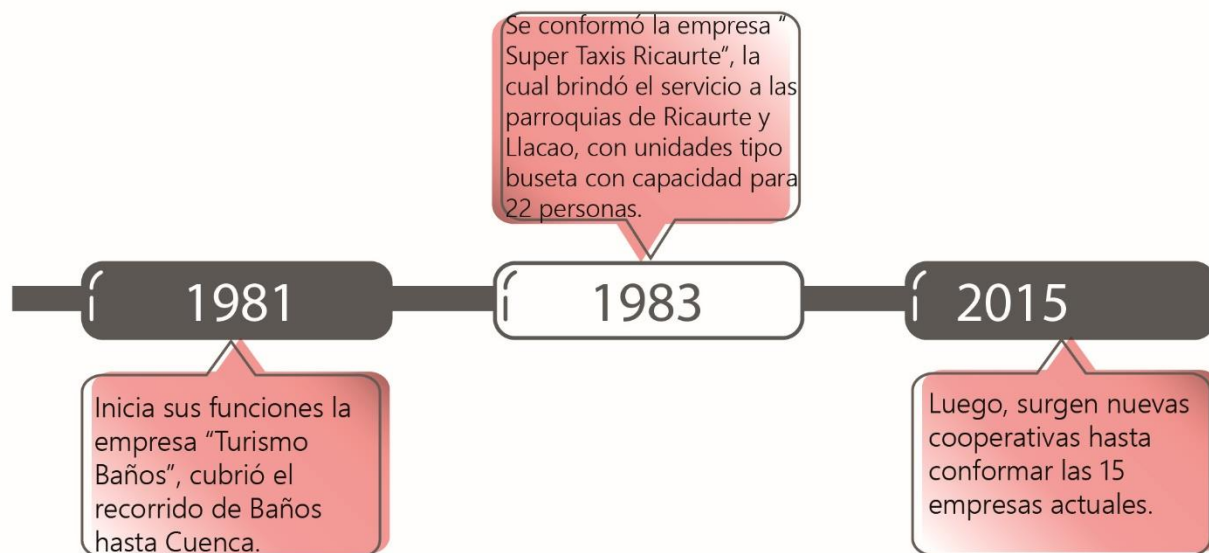 Se conformó la empresa “
Super Taxis Ricaurte”, la
cual brindó el servicio a las
parroquias de Ricaurte y
Llacao, con unidades tipo
buseta con capacidad para
22 personas.
1981
1983
2015
Inicia sus funciones la
empresa “Turismo
Baños”, cubrió el
recorrido de Baños
hasta Cuenca.
Luego, surgen nuevas
cooperativas hasta
conformar las 15
empresas actuales.